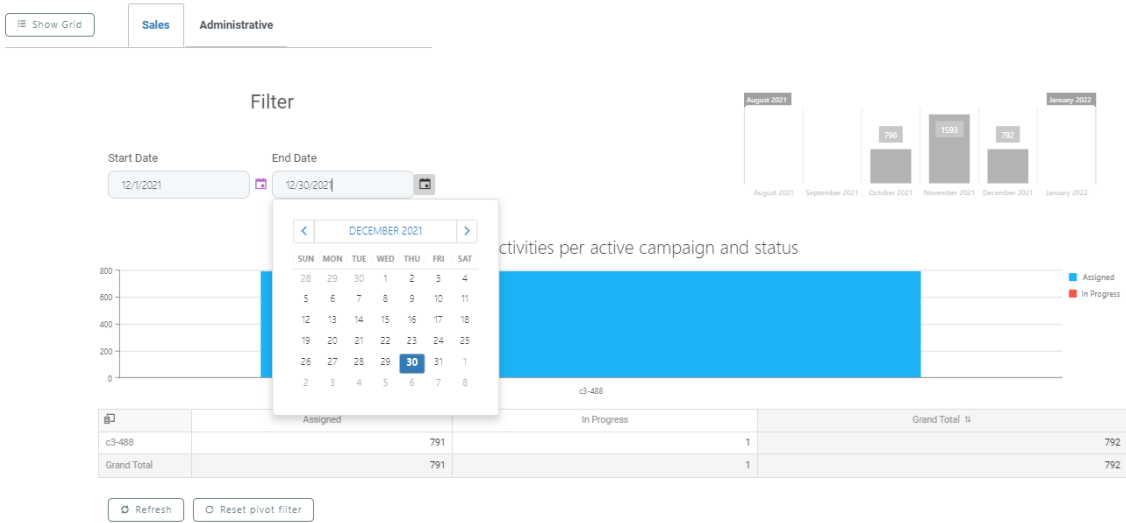 Show Grid
Sales
Administrative
Filter
Start Date
End Date
12/1/2021
12/30/2021
August 2021
January 2022
796
1593
792
August 2021 September 2021 October 2021 November 2021 December 2021 January 2022
DECEMBER 2021
SUN MON TUE WED THU FRI SAT
28 29 30 1 2 3 4
5 6 7 8 9 10 11
12 13 14 15 16 17 18
19 20 21 22 23 24 25
26 27 28 29 30 31 1
2 3 4 5 6 7 8
ctivities per active campaign and status
800
600
400
200
0
Assigned
In Progress
c3-488
Assigned In Progress Grand Total
c3-488 791 1 792
Grand Total 791 1 792
Refresh
Reset pivot filter